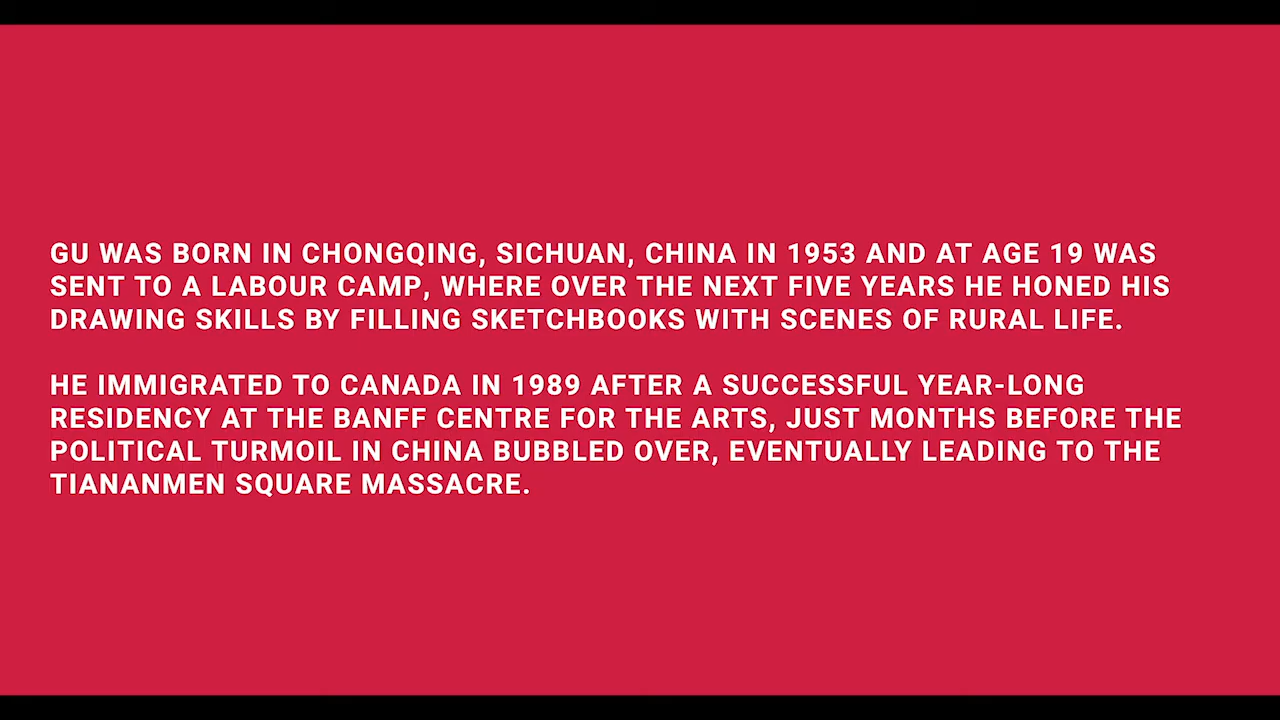 GU WAS BORN IN CHONGQING, SICHUAN, CHINA IN 1953 AND AT AGE 19 WAS
SENT TO A LABOUR CAMP, WHERE OVER THE NEXT FIVE YEARS HE HONED HIS
DRAWING SKILLS BY FILLING SKETCHBOOKS WITH SCENES OF RURAL LIFE.
HE IMMIGRATED TO CANADA IN 1989 AFTER A SUCCESSFUL YEAR-LONG
RESIDENCY AT THE BANFF CENTRE FOR THE ARTS, JUST MONTHS BEFORE THE
POLITICAL TURMOIL IN CHINA BUBBLED OVER, EVENTUALLY LEADING TO THE
TIANANMEN SQUARE MASSACRE.